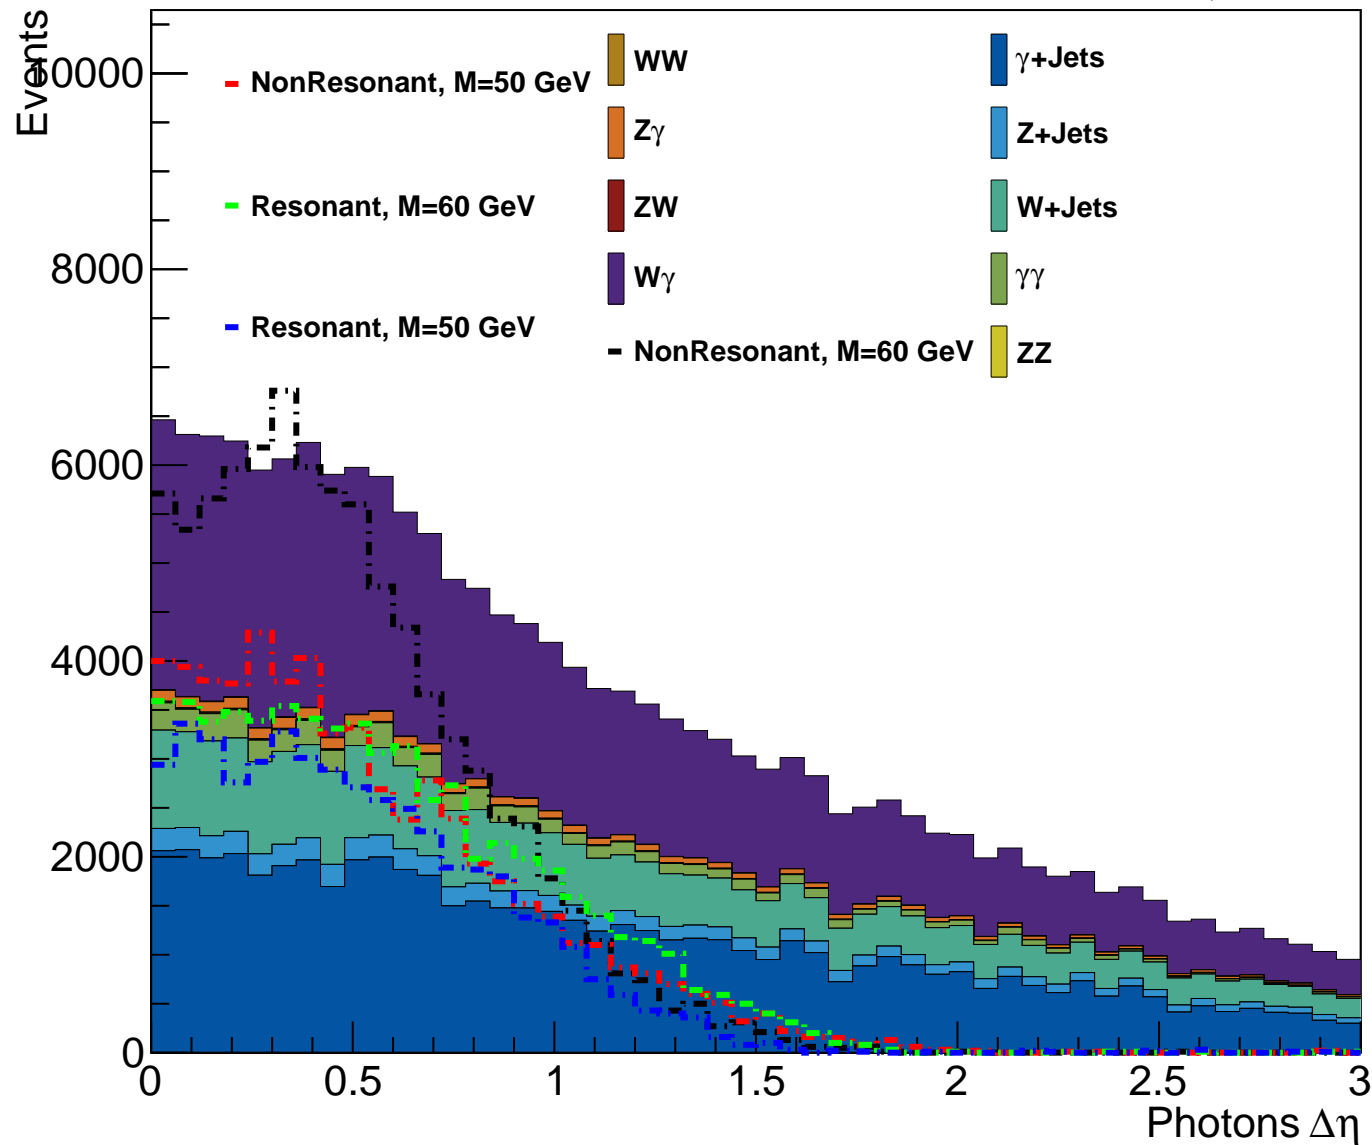 Events
10000
8000
6000
4000
2000
0
NonResonant, M=50 GeV
Resonant, M=60 GeV
Resonant, M=50 GeV
WW
Zγ
ZW
Wγ
NonResonant, M=60 GeV
γ+Jets
Z+Jets
W+Jets
γγ
ZZ
0 0.5 1 1.5 2 2.5 3
Photons Δη